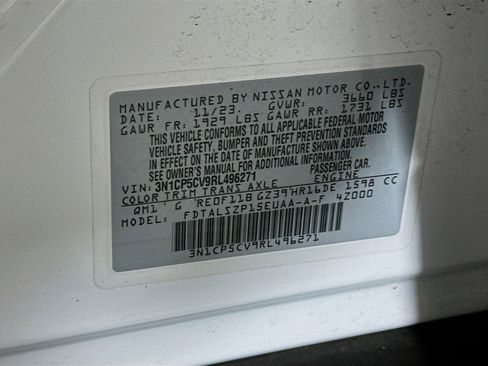 MANUFACTURED BY NISSAN MOTOR CO.,LTD.
DATE: 11/23 GVWR: 3660 LBS
GAWR FR: 1929 LBS GAWR RR: 1731 LBS
THIS VEHICLE CONFORMS TO ALL APPLICABLE FEDERAL MOTOR
VEHICLE SAFETY, BUMPER, AND THEFT PREVENTION STANDARDS
IN EFFECT ON THE DATE OF MANUFACTURE SHOWN ABOVE.
SEE OWNER'S MANUAL FOR ADDITIONAL INFORMATION.
VIN: 3N1CP5CV9RL496271 PASSENGER CAR
COLOR TRIM TRANS AXLE ENGINE
QM1 G RE0F11B GZ39 HR16DE 1598 CC
MODEL: FDTALSZP15EUAA-A-F 4Z000
3N1CP5CV9RL496271